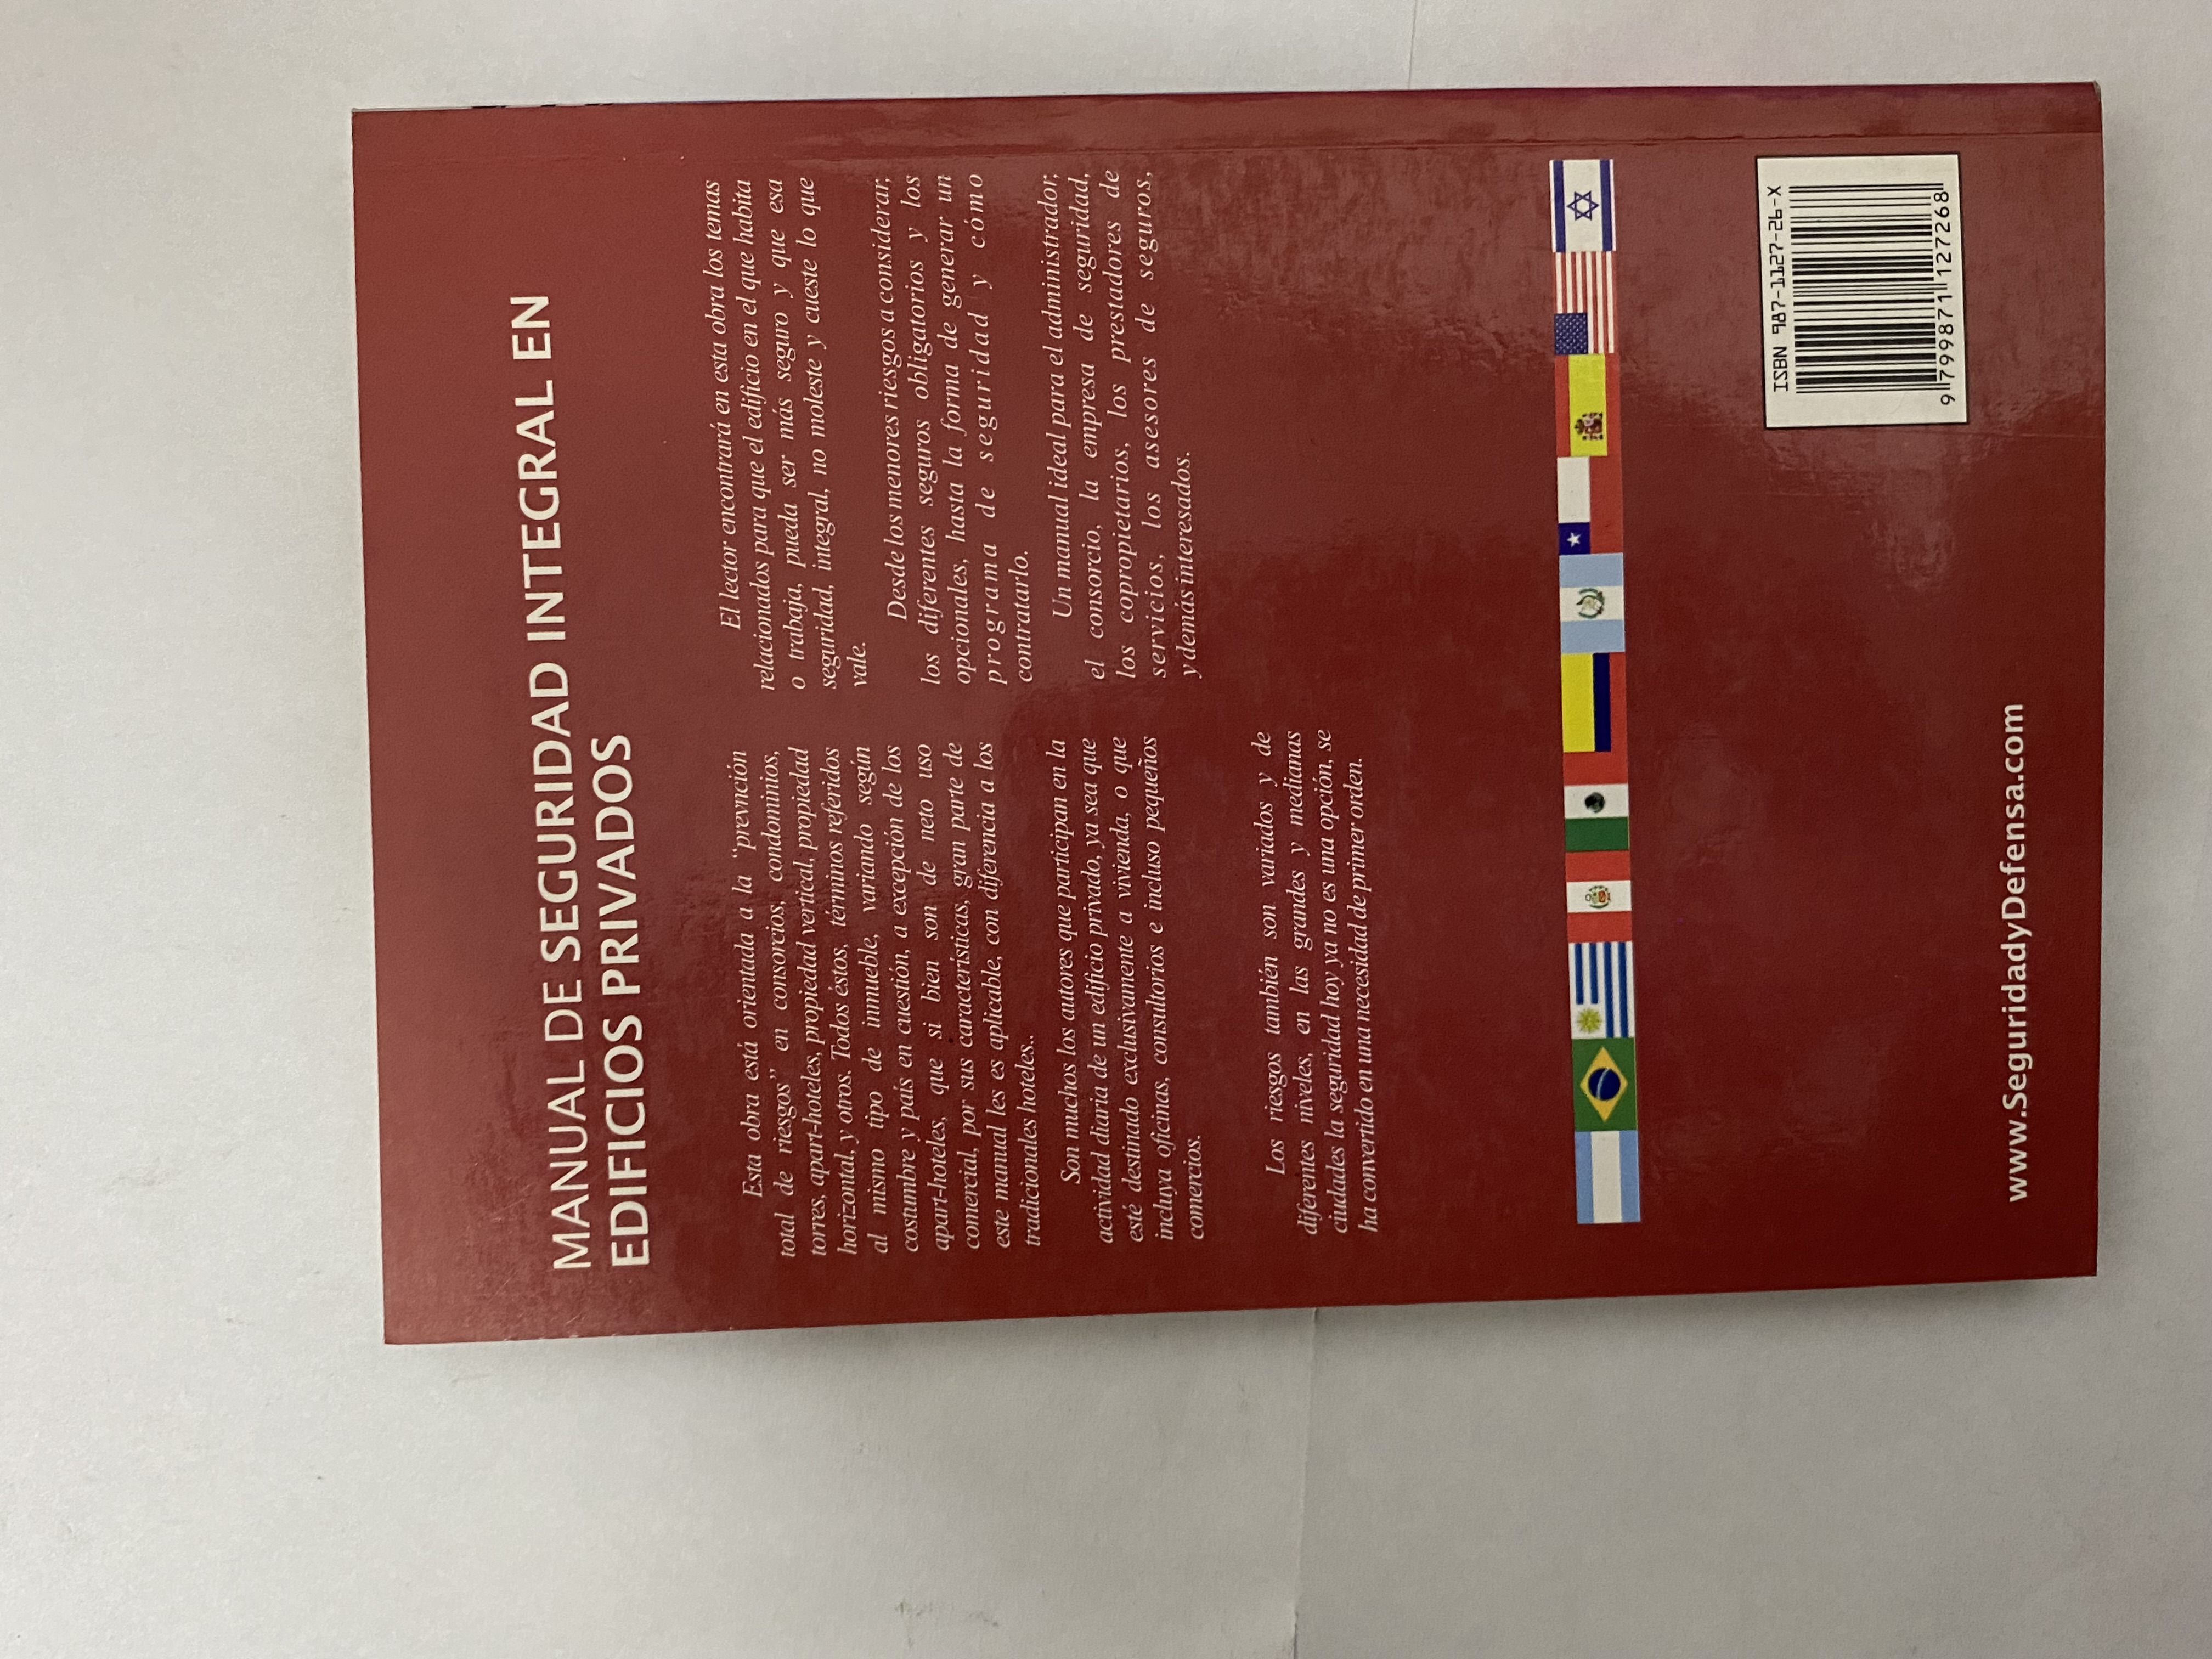 MANUAL DE SEGURIDAD INTEGRAL EN
EDIFICIOS PRIVADOS
Esta obra está orientada a la “prevnción
total de riesgos” en consorcios, condominios,
torres, apart-hoteles, propiedad vertical, propiedad
horizontal, y otros. Todos éstos, términos referidos
al mismo tipo de inmueble, variando según
costumbre y país en cuestión, a excepción de los
apart-hoteles, que si bien son de neto uso
comercial, por sus características, gran parte de
este manual les es aplicable, con diferencia a los
tradicionales hoteles..
Son muchos los autores que participan en la
actividad diaria de un edificio privado, ya sea que
esté destinado exclusivamente a vivienda, o que
incluya oficinas, consultorios e incluso pequeños
comercios.
Los riesgos también son variados y de
diferentes niveles, en las grandes y medianas
ciudades la seguridad hoy ya no es una opción, se
ha convertido en una necesidad de primer orden.
El lector encontrará en esta obra los temas
relacionados para que el edificio en el que habita
o trabaja, pueda ser más seguro y que esa
seguridad, integral, no moleste y cueste lo que
vale.
Desde los menores riesgos a considerar,
los diferentes seguros obligatorios y los
opcionales, hasta la forma de generar un
programa de seguridad y cómo
contratarlo.
Un manual ideal para el administrador,
el consorcio, la empresa de seguridad,
los copropietarios, los prestadores de
servicios, los asesores de seguros,
y demás interesados.
ISBN 987-1127-26-X
9 799871 127268
www.SeguridadyDefensa.com